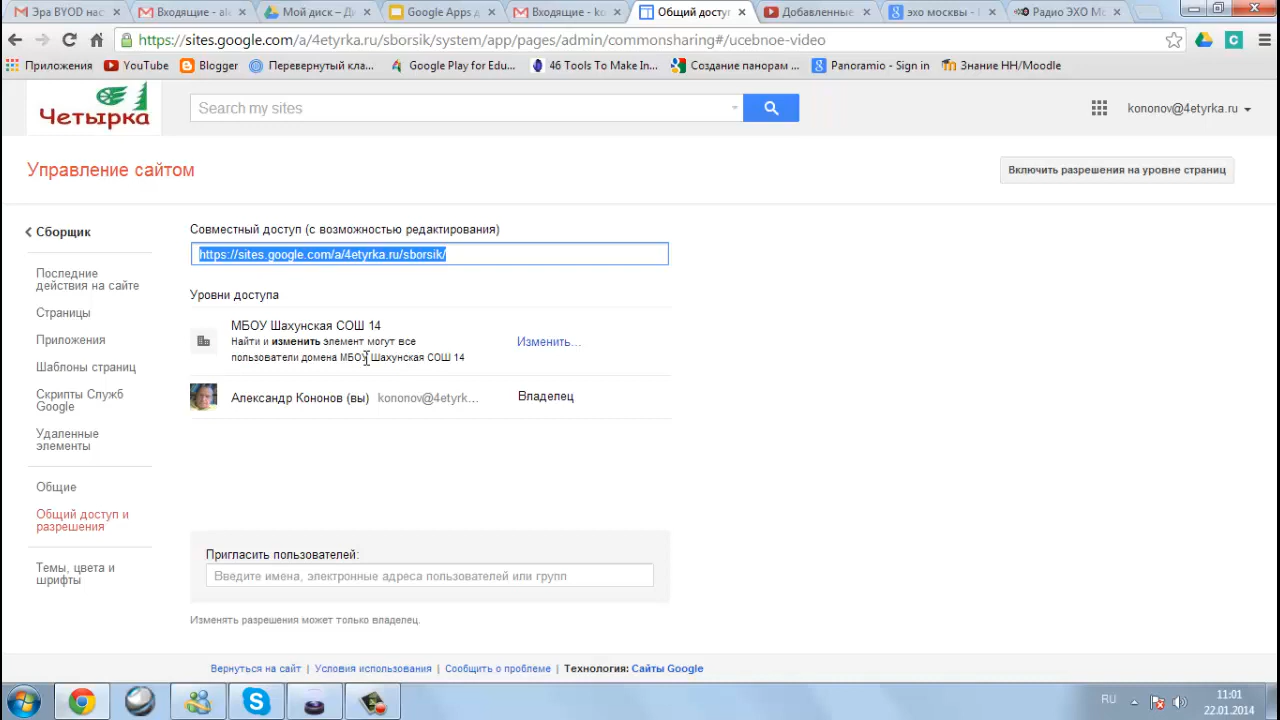 Эра BYOD нас
Входящие - ale
Мой диск – Ди
Google Apps д
Входящие - ko
Общий доступ
Добавленные
эхо москвы -
Радио ЭХО Мо
https://sites.google.com/a/4etyrka.ru/sborsik/system/app/pages/admin/commonsharing#/ucebnoe-video
Приложения
YouTube
Blogger
Перевернутый кла...
Google Play for Edu...
46 Tools To Make In...
Создание панорам ...
Panoramio - Sign in
Знание НН/Moodle
Четырка
Search my sites
kononov@4etyrka.ru
Управление сайтом
Включить разрешения на уровне страниц
Сборщик
Последние
действия на сайте
Страницы
Приложения
Шаблоны страниц
Скрипты Служб
Google
Удаленные
элементы
Общие
Общий доступ и
разрешения
Темы, цвета и
шрифты
Совместный доступ (с возможностью редактирования)
https://sites.google.com/a/4etyrka.ru/sborsik/
Уровни доступа
МБОУ Шахунская СОШ 14
Найти и изменить элемент могут все
пользователи домена МБОУ Шахунская СОШ 14
Изменить...
Александр Кононов (вы) kononov@4etyrk...
Владелец
Пригласить пользователей:
Введите имена, электронные адреса пользователей или групп
Изменять разрешения может только владелец.
Вернуться на сайт | Условия использования | Сообщить о проблеме | Технология: Сайты Google
RU
11:01
22.01.2014